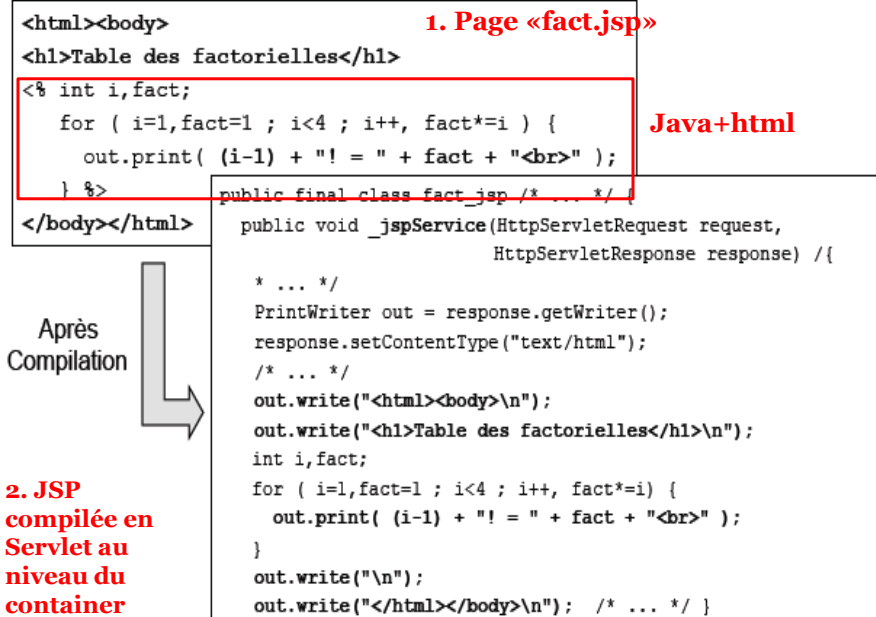 <html><body>
1. Page «fact.jsp»
<h1>Table des factorielles</h1>
<% int i,fact;
for ( i=1,fact=1 ; i<4 ; i++, fact*=i ) {
out.print( (i-1) + "! = " + fact + "<br>" );
} %>
</body></html>
Java+html
Après
Compilation
2. JSP
compilée en
Servlet au
niveau du
container
public final class fact_jsp /* ... */ {
public void _jspService(HttpServletRequest request,
HttpServletResponse response) /{
* ... */
PrintWriter out = response.getWriter();
response.setContentType("text/html");
/* ... */
out.write("<html><body>\n");
out.write("<h1>Table des factorielles</h1>\n");
int i,fact;
for ( i=1,fact=1 ; i<4 ; i++, fact*=i) {
out.print( (i-1) + "! = " + fact + "<br>" );
}
out.write("\n");
out.write("</html></body>\n"); /* ... */ }